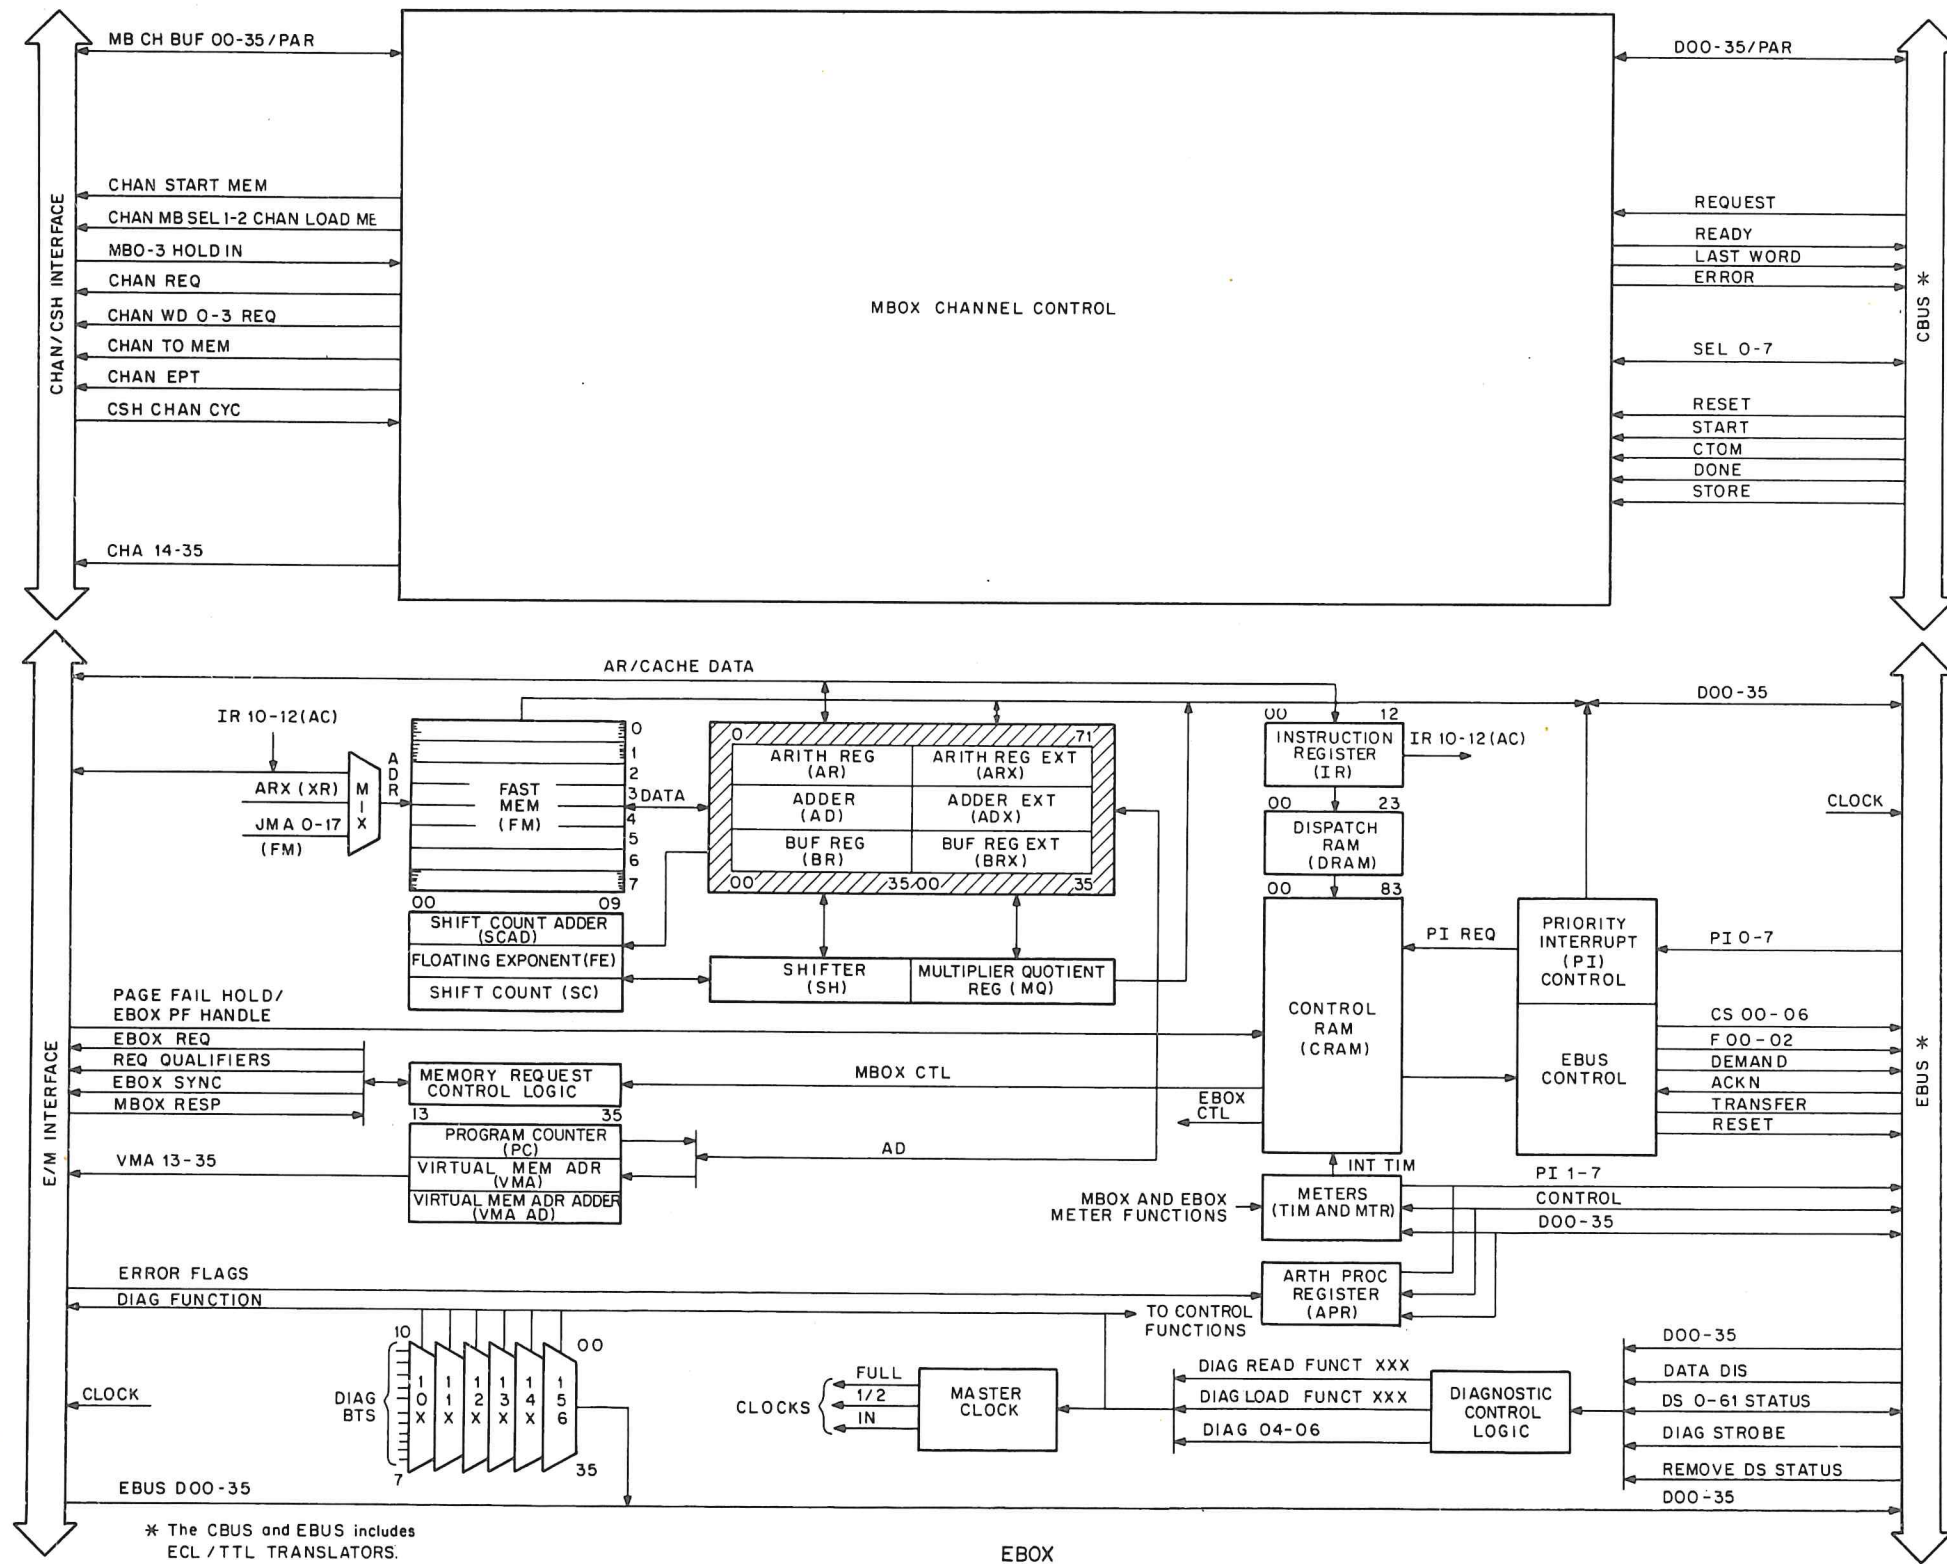 MB CH BUF 00-35/PAR
D00-35/PAR
CHAN/CSH INTERFACE
CHAN START MEM
CHAN MB SEL 1-2 CHAN LOAD MB
MB0-3 HOLD IN
CHAN REQ
CHAN WD 0-3 REQ
CHAN TO MEM
CHAN EPT
CSH CHAN CYC
CHA 14-35
MBOX CHANNEL CONTROL
REQUEST
READY
LAST WORD
ERROR
SEL 0-7
RESET
START
CTOM
DONE
STORE
CBUS *
E/M INTERFACE
AR/CACHE DATA
D00-35
IR 10-12(AC)
ARX (XR)
JMA 0-17
(FM)
MIX
ADR
FAST
MEM
(FM)
0
1
2
3
4
5
6
7
DATA
0
71
ARITH REG
(AR)
ARITH REG EXT
(ARX)
ADDER
(AD)
ADDER EXT
(ADX)
BUF REG
(BR)
BUF REG EXT
(BRX)
00
35
00
35
00
12
INSTRUCTION
REGISTER
(IR)
IR 10-12(AC)
00
23
DISPATCH
RAM
(DRAM)
00
83
CONTROL
RAM
(CRAM)
CLOCK
00
09
SHIFT COUNT ADDER
(SCAD)
FLOATING EXPONENT(FE)
SHIFT COUNT (SC)
SHIFTER
(SH)
MULTIPLIER QUOTIENT
REG (MQ)
PI REQ
PRIORITY
INTERRUPT
(PI)
CONTROL
PI 0-7
EBUS
CONTROL
CS 00-06
F 00-02
DEMAND
ACKN
TRANSFER
RESET
EBUS *
PAGE FAIL HOLD/
EBOX PF HANDLE
EBOX REQ
REQ QUALIFIERS
EBOX SYNC
MBOX RESP
MEMORY REQUEST
CONTROL LOGIC
MBOX CTL
EBOX
CTL
13
35
PROGRAM COUNTER
(PC)
VIRTUAL MEM ADR
(VMA)
VIRTUAL MEM ADR ADDER
(VMA AD)
AD
VMA 13-35
INT TIM
MBOX AND EBOX
METER FUNCTIONS
METERS
(TIM AND MTR)
PI 1-7
CONTROL
D00-35
ERROR FLAGS
DIAG FUNCTION
ARTH PROC
REGISTER
(APR)
TO CONTROL
FUNCTIONS
10
7
DIAG
BTS
10X
11X
12X
13X
14X
156
00
35
CLOCK
CLOCKS
FULL
1/2
IN
MASTER
CLOCK
DIAG READ FUNCT XXX
DIAG LOAD FUNCT XXX
DIAG 04-06
DIAGNOSTIC
CONTROL
LOGIC
D00-35
DATA DIS
DS 0-61 STATUS
DIAG STROBE
REMOVE DS STATUS
EBUS D00-35
D00-35
* The CBUS and EBUS includes
ECL/TTL TRANSLATORS.
EBOX